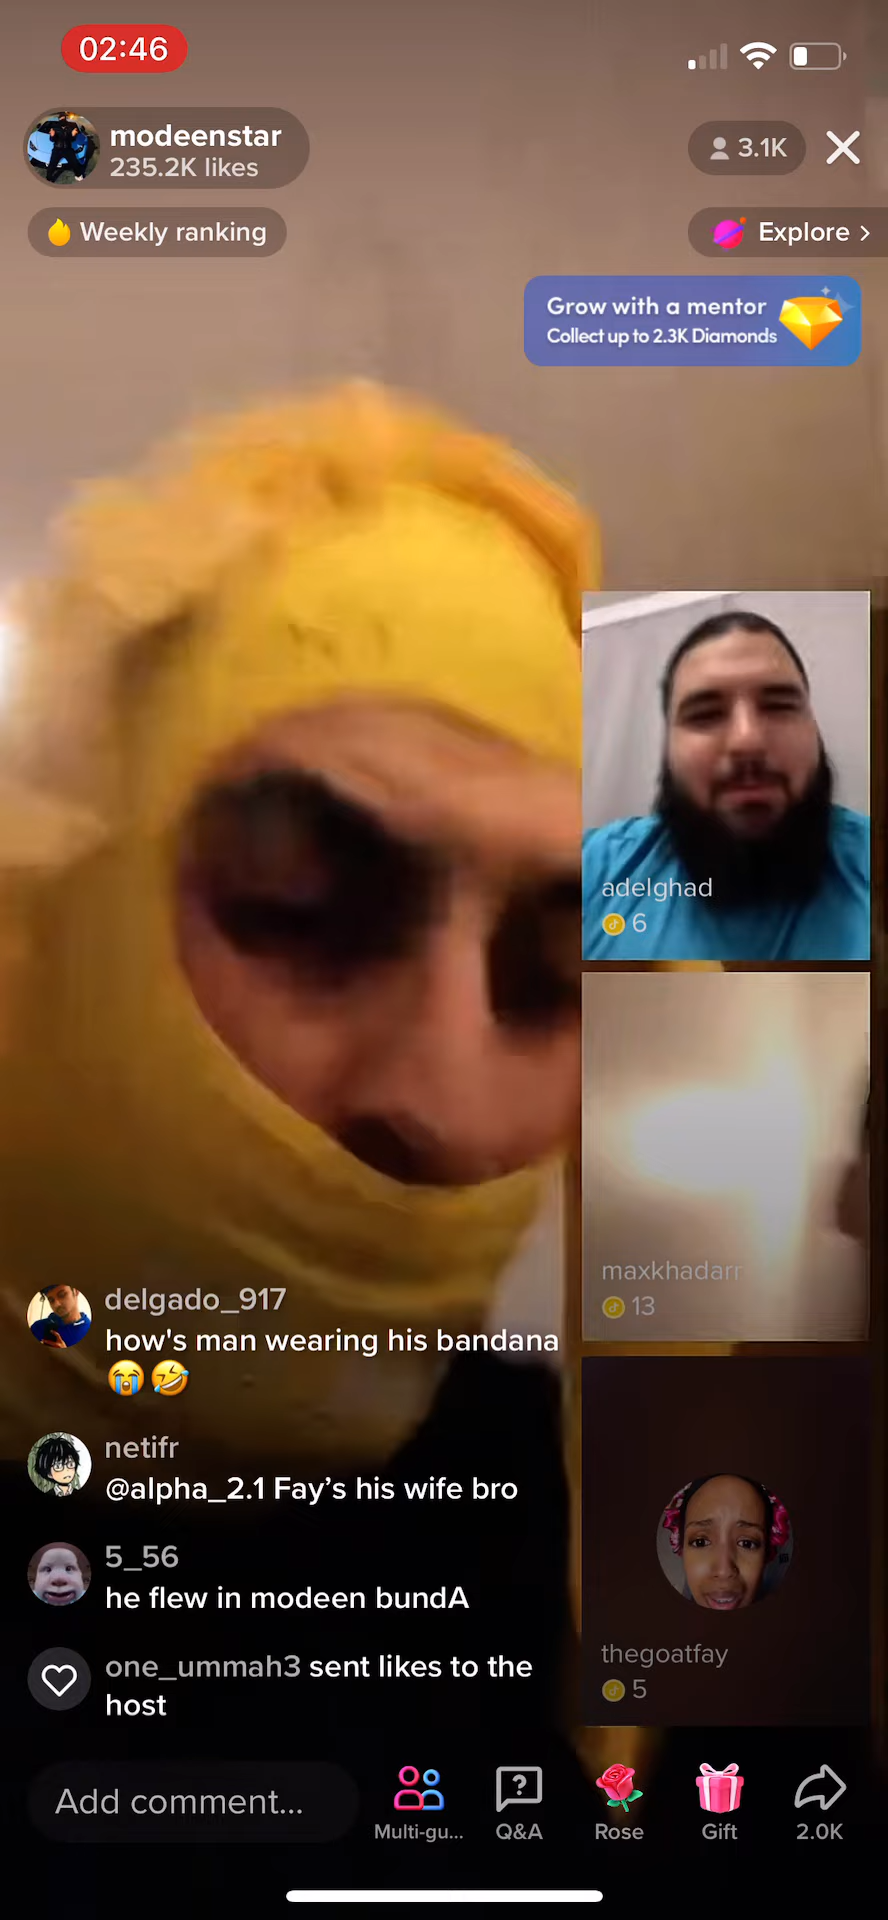 02:46
modeenstar
235.2K likes
3.1K
Weekly ranking
Explore >
Grow with a mentor
Collect up to 2.3K Diamonds
adelghad
6
maxkhadarr
13
delgado_917
how's man wearing his bandana
😭🤣
netifr
@alpha_2.1 Fay’s his wife bro
5_56
he flew in modeen bundA
one_ummah3 sent likes to the
host
thegoatfay
5
Add comment...
Multi-gu...
Q&A
Rose
Gift
2.0K